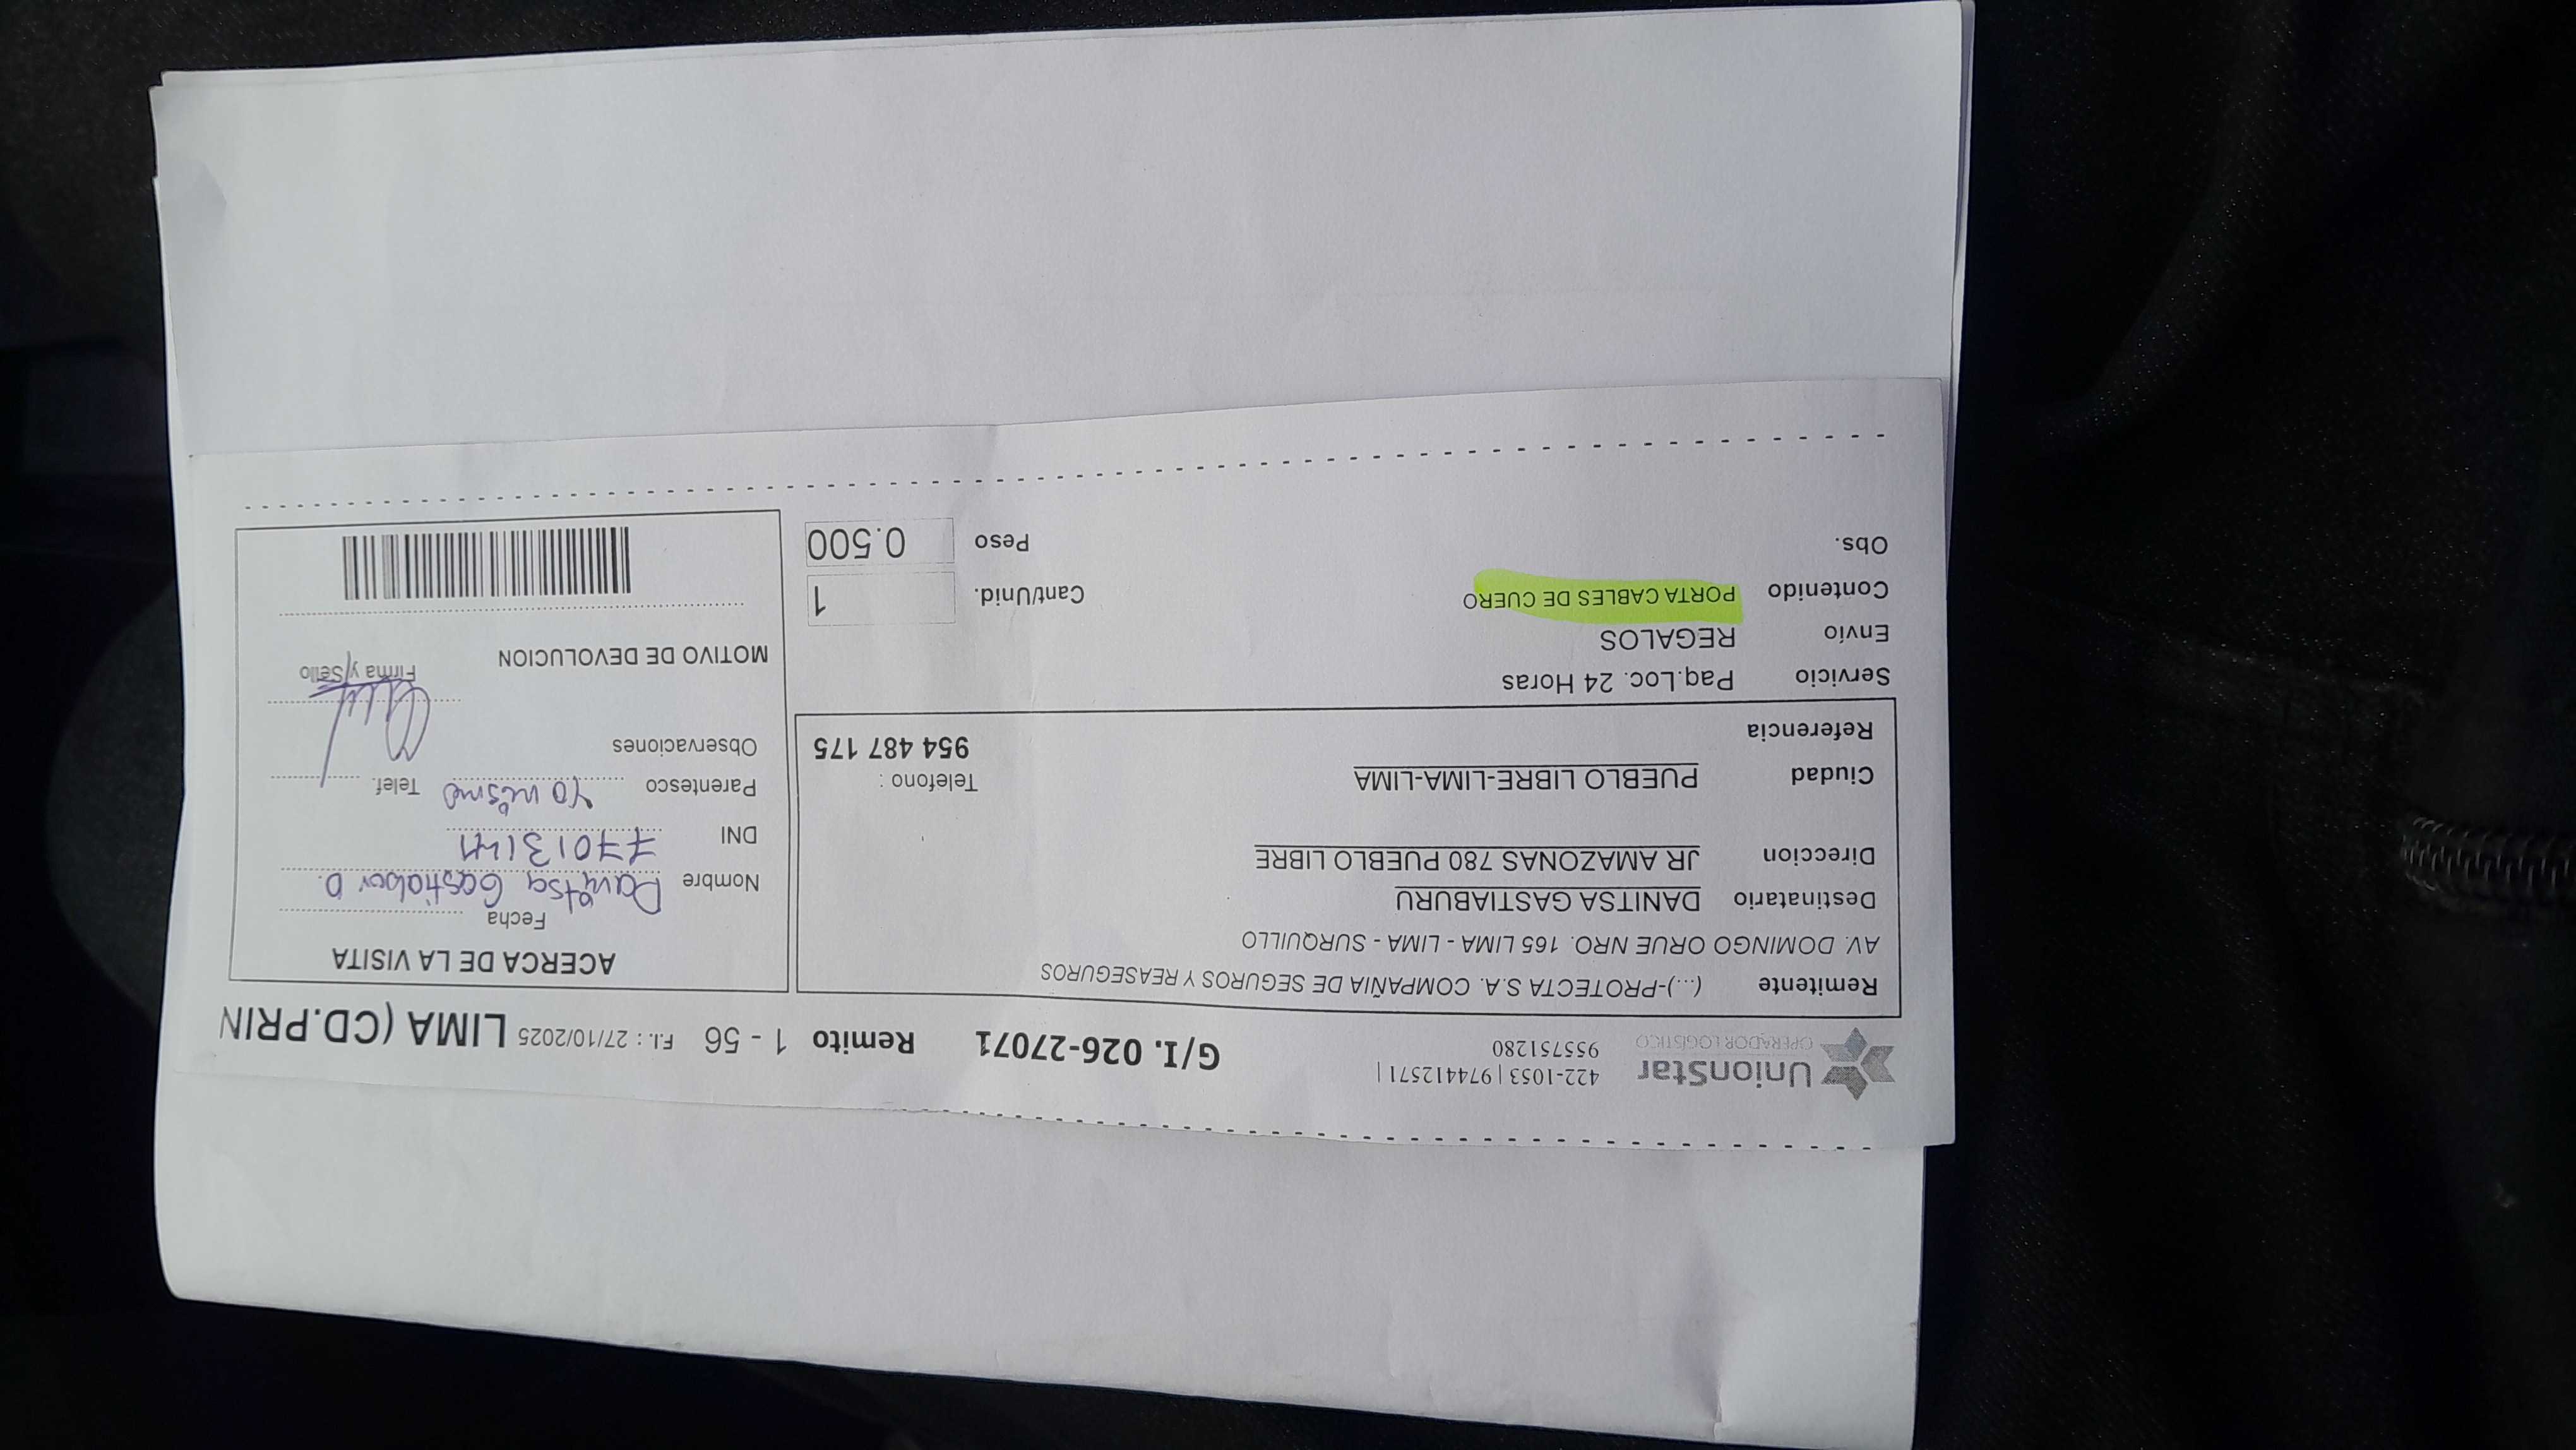 UnionStar
OPERADOR LOGÍSTICO
422-1053 | 974412571 |
955751280
G/I. 026-27071
Remito 1 - 56
F.I. : 27/10/2025
LIMA (CD.PRIN
Remitente (...)-PROTECTA S.A. COMPAÑIA DE SEGUROS Y REASEGUROS
AV. DOMINGO ORUE NRO. 165 LIMA - LIMA - SURQUILLO
Destinatario DANITSA GASTIABURU
Direccion JR AMAZONAS 780 PUEBLO LIBRE
Ciudad PUEBLO LIBRE-LIMA-LIMA
Telefono :
Referencia 954 487 175
Servicio Paq.Loc. 24 Horas
Envío REGALOS
Contenido PORTA CABLES DE CUERO
Cant/Unid. 1
Obs.
Peso 0.500
ACERCA DE LA VISITA
Fecha
Nombre Danitsa
DNI
Parentesco Yo mismo Telef.
Observaciones
Firma y Sello
MOTIVO DE DEVOLUCION